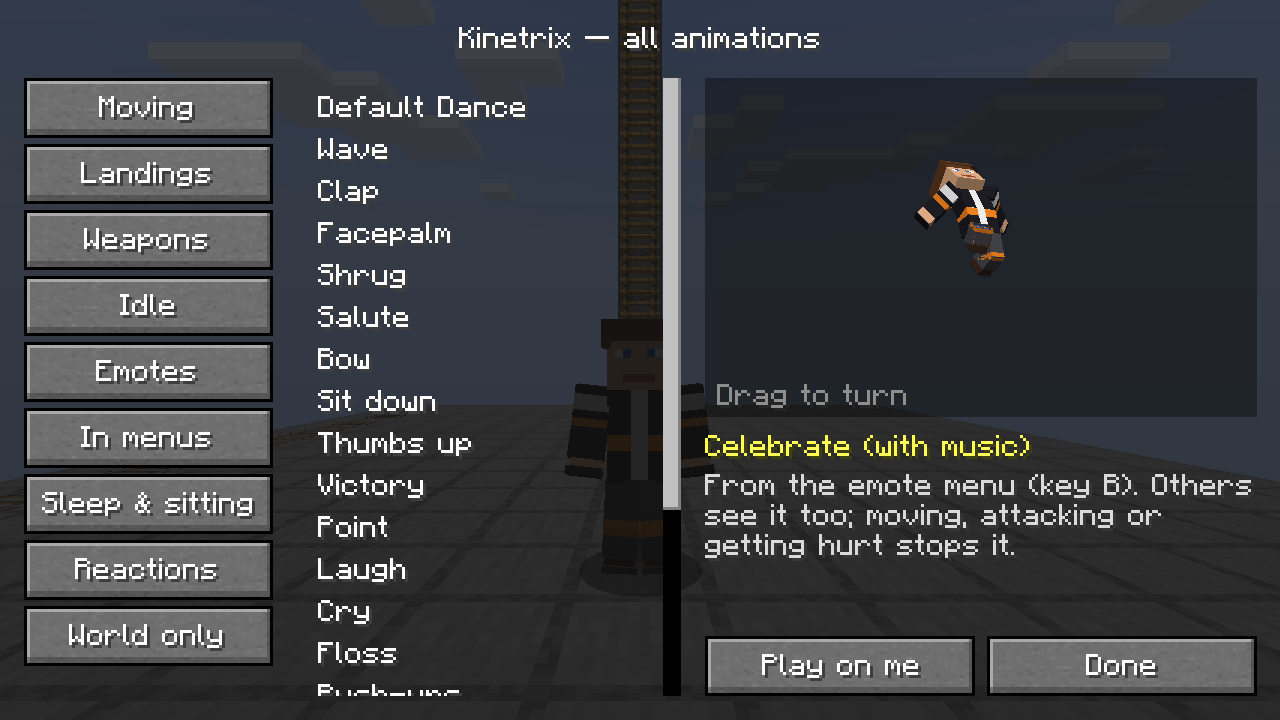 Kinetrix — all animations
Moving
Landings
Weapons
Idle
Emotes
In menus
Sleep & sitting
Reactions
World only
Default Dance
Wave
Clap
Facepalm
Shrug
Salute
Bow
Sit down
Thumbs up
Victory
Point
Laugh
Cry
Floss
Drag to turn
Celebrate (with music)
From the emote menu (key B). Others
see it too; moving, attacking or
getting hurt stops it.
Play on me
Done